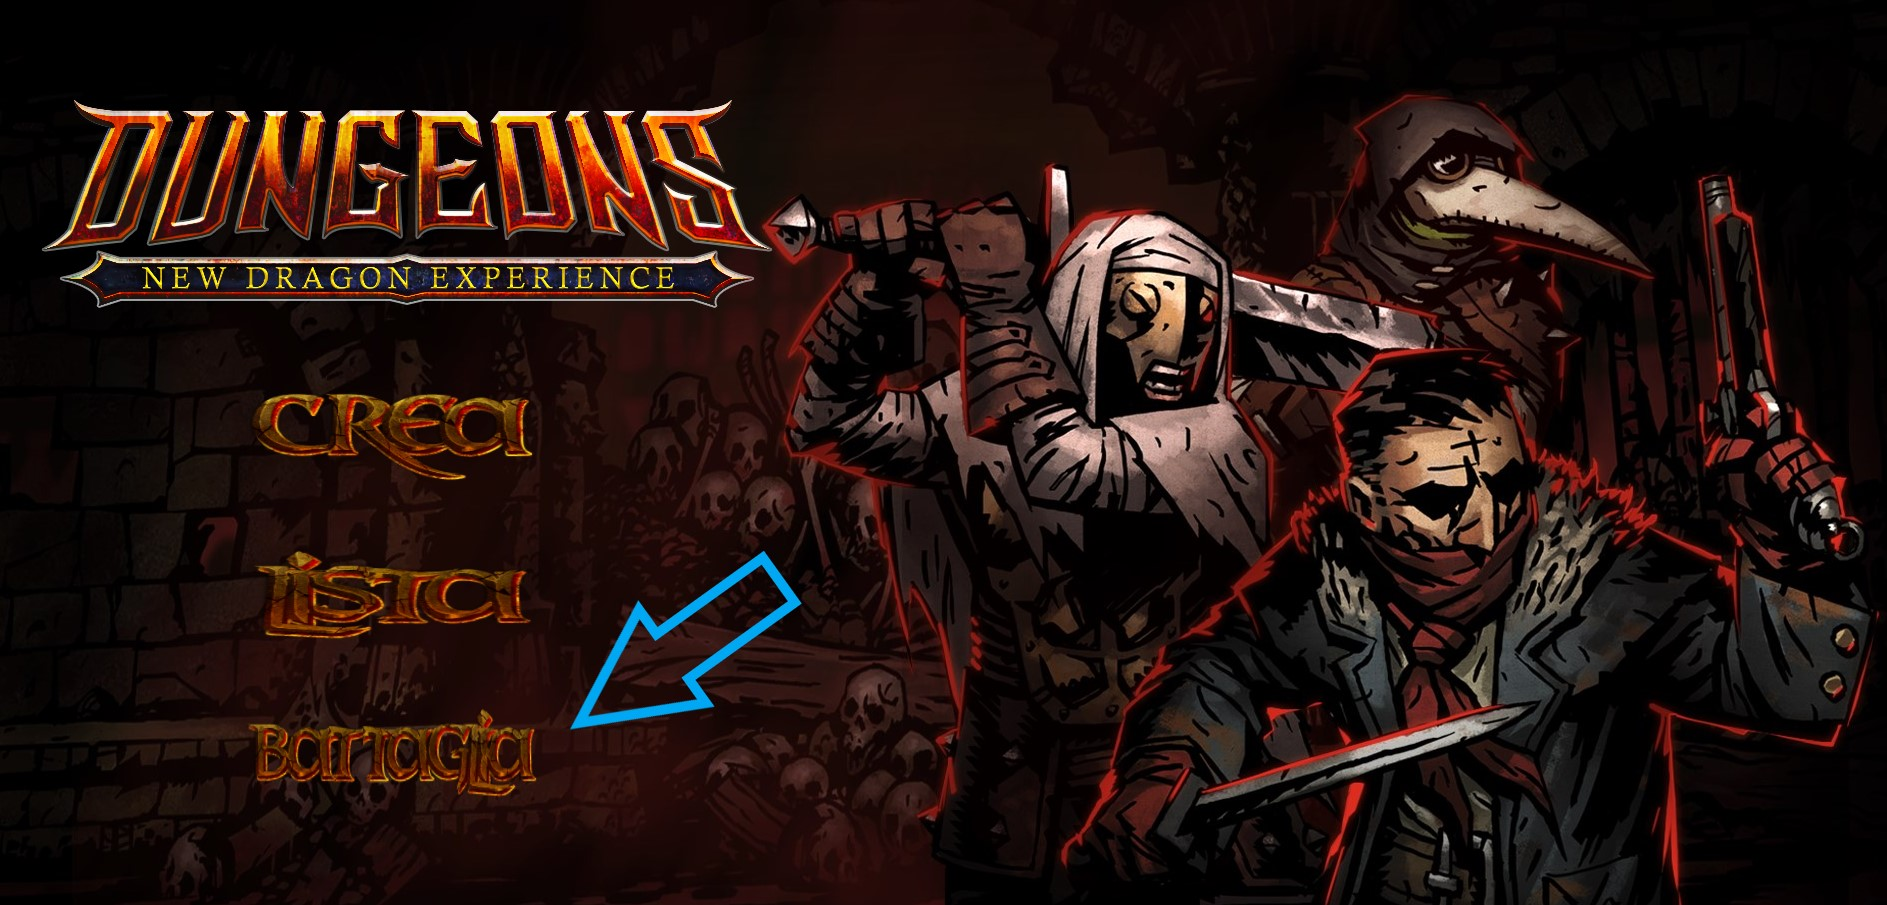 DUNGEONS
NEW DRAGON EXPERIENCE
CREA
LISTA
BATTAGLIA